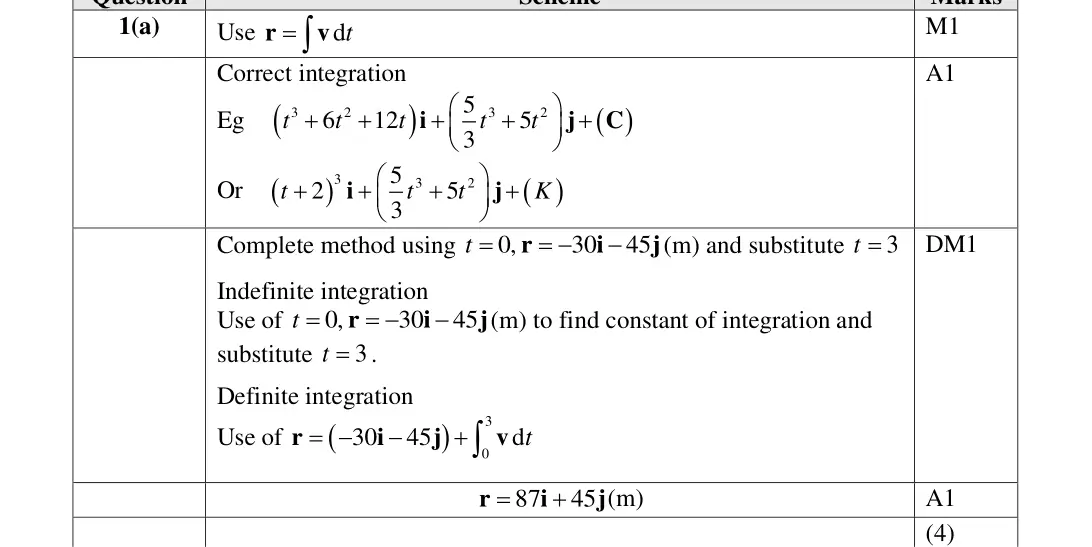 Question Scheme Marks
1(a) Use r = ∫ v dt M1
Correct integration A1
Eg (t³ + 6t² + 12t)i + (5/3 t³ + 5t²)j + (C)
Or (t + 2)³ i + (5/3 t³ + 5t²)j + (K)
Complete method using t = 0, r = −30i − 45j (m) and substitute t = 3 DM1
Indefinite integration
Use of t = 0, r = −30i − 45j (m) to find constant of integration and
substitute t = 3.
Definite integration
Use of r = (−30i − 45j) + ∫₀³ v dt
r = 87i + 45j (m) A1
(4)